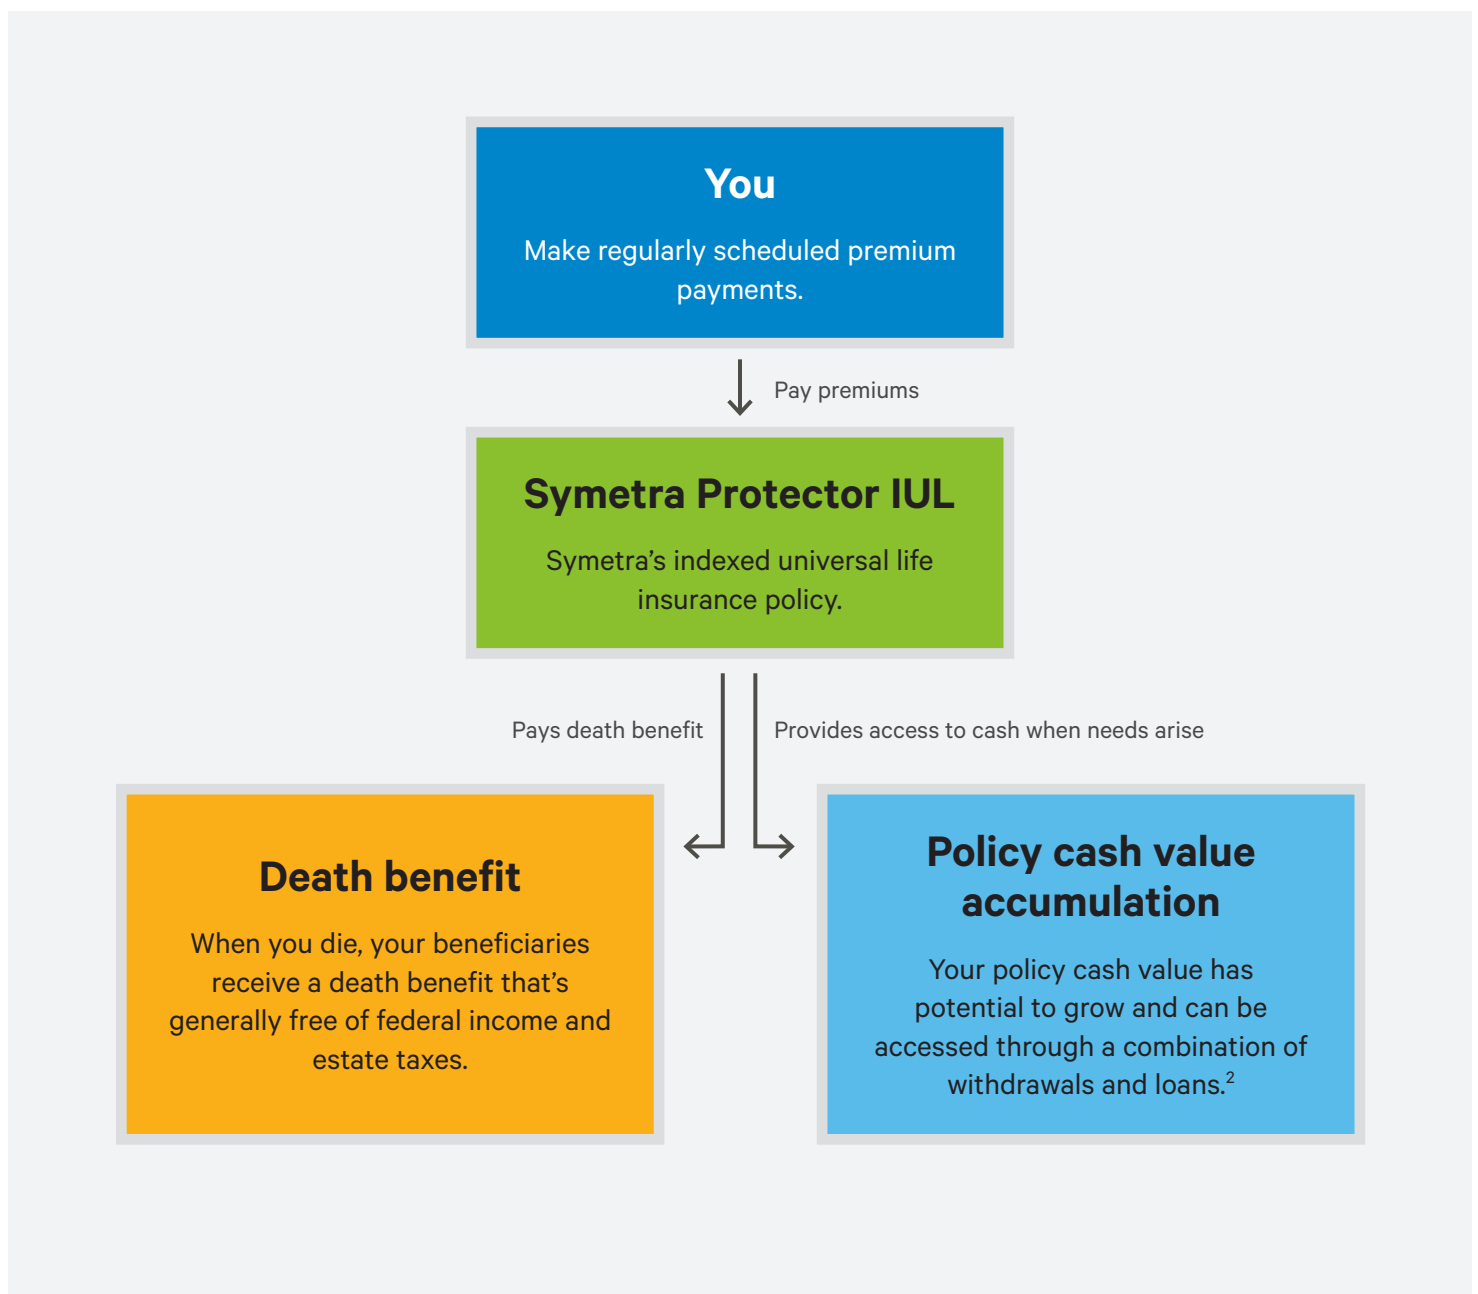 You
Make regularly scheduled premium
payments.
Pay premiums
Symetra Protector IUL
Symetra’s indexed universal life
insurance policy.
Pays death benefit
Provides access to cash when needs arise
Death benefit
When you die, your beneficiaries
receive a death benefit that’s
generally free of federal income and
estate taxes.
Policy cash value
accumulation
Your policy cash value has
potential to grow and can be
accessed through a combination of
withdrawals and loans.²